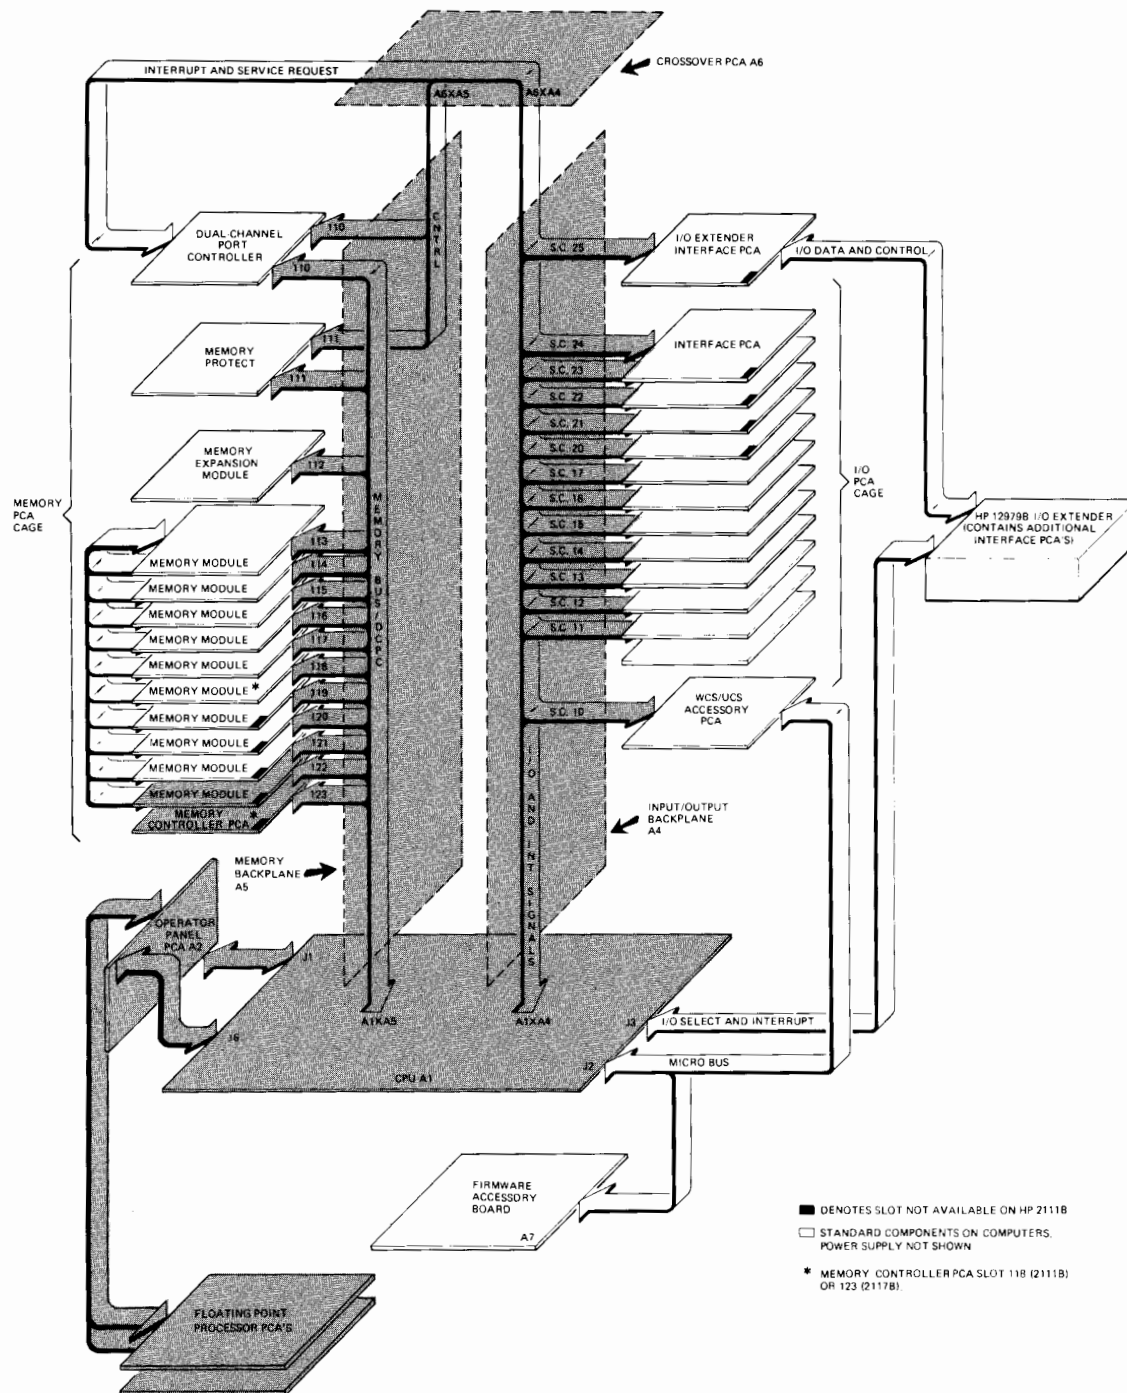 CROSSOVER PCA A6
INTERRUPT AND SERVICE REQUEST
A6XA5
A6XA4
DUAL-CHANNEL
PORT
CONTROLLER
110
110
CNTRL
S.C. 25
I/O EXTENDER
INTERFACE PCA
I/O DATA AND CONTROL
MEMORY
PROTECT
111
111
S.C. 24
INTERFACE PCA
S.C. 23
S.C. 22
S.C. 21
S.C. 20
S.C. 17
S.C. 16
S.C. 15
S.C. 14
S.C. 13
S.C. 12
S.C. 11
I/O
PCA
CAGE
MEMORY
EXPANSION
MODULE
112
MEMORY
PCA
CAGE
MEMORY BUS DCPC
HP 12979B I/O EXTENDER
(CONTAINS ADDITIONAL
INTERFACE PCA'S)
113
MEMORY MODULE
114
MEMORY MODULE
115
MEMORY MODULE
116
MEMORY MODULE
117
MEMORY MODULE
118
MEMORY MODULE *
119
MEMORY MODULE
120
MEMORY MODULE
121
MEMORY MODULE
122
MEMORY MODULE
123
MEMORY
CONTROLLER PCA *
S.C. 10
WCS/UCS
ACCESSORY
PCA
I/O AND INT SIGNALS
INPUT/OUTPUT
BACKPLANE
A4
MEMORY
BACKPLANE
A5
OPERATOR
PANEL
PCA A2
J1
J6
A1XA5
A1XA4
J3
I/O SELECT AND INTERRUPT
J2
MICRO BUS
CPU A1
FIRMWARE
ACCESSORY
BOARD
A7
DENOTES SLOT NOT AVAILABLE ON HP 2111B
STANDARD COMPONENTS ON COMPUTERS.
POWER SUPPLY NOT SHOWN
* MEMORY CONTROLLER PCA SLOT 118 (2111B)
OR 123 (2117B).
FLOATING POINT
PROCESSOR PCA'S